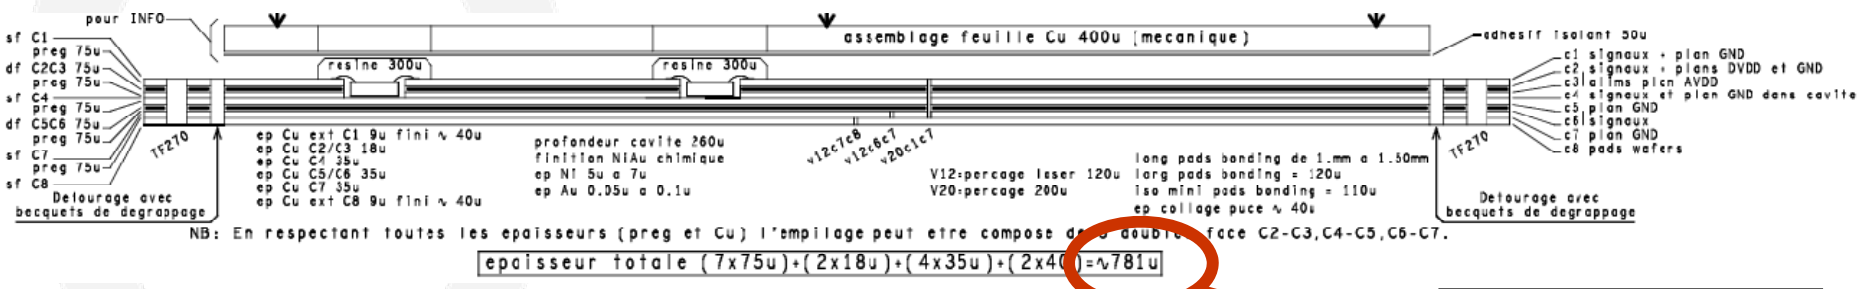 pour INFO
assemblage feuille Cu 400u (mecanique)
adhesif isolant 50u
sf C1
preg 75u
df C2C3 75u
preg 75u
sf C4
preg 75u
df C5C6 75u
preg 75u
sf C7
preg 75u
sf C8
resine 300u
resine 300u
c1 signaux + plan GND
c2 signaux + plans DVDD et GND
c3 alims plan AVDD
c4 signaux et plan GND dans cavite
c5 plan GND
c6 signaux
c7 plan GND
c8 pads wafers
TF270
TF270
ep Cu ext C1 9u fini ∿ 40u
ep Cu C2/C3 18u
ep Cu C4 35u
ep Cu C5/C6 35u
ep Cu C7 35u
ep Cu ext C8 9u fini ∿ 40u
profondeur cavite 260u
finition NiAu chimique
ep Ni 5u a 7u
ep Au 0.05u a 0.1u
v12c7c8
v12c6c7
v20c1c7
V12:percage laser 120u
V20:percage 200u
long pads bonding de 1.mm a 1.50mm
larg pads bonding = 120u
iso mini pads bonding = 110u
ep collage puce ∿ 40u
Detourage avec
becquets de degrappage
Detourage avec
becquets de degrappage
NB: En respectant toutes les epaisseurs (preg et Cu) l'empilage peut etre compose de double face C2-C3,C4-C5,C6-C7.
epaisseur totale (7x75u)+(2x18u)+(4x35u)+(2x40)=∿781u